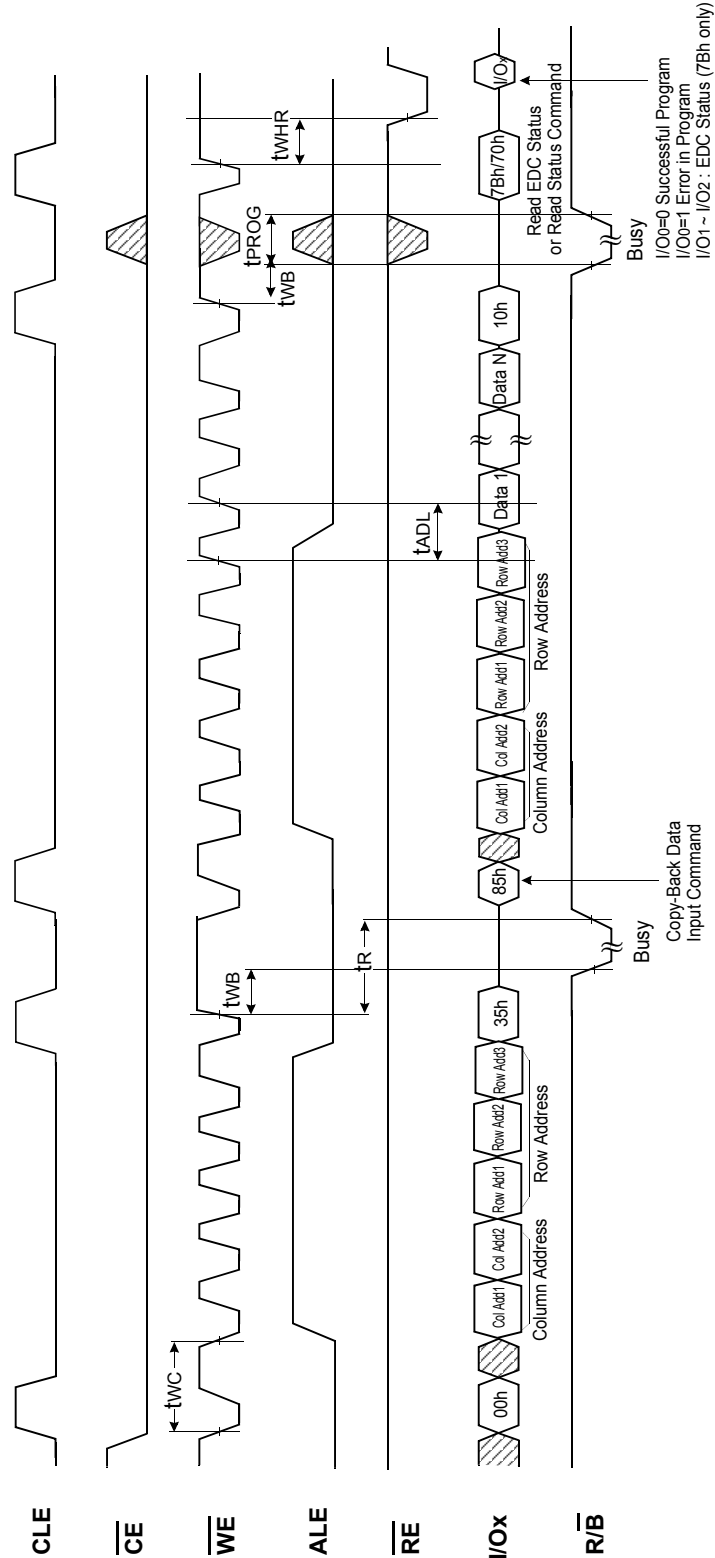 CLE
CE
WE
ALE
RE
I/Ox
R/B
tWC
tWB
tR
tADL
tWB
tPROG
tWHR
00h
Col Add1
Col Add2
Row Add1
Row Add2
Row Add3
35h
85h
Col Add1
Col Add2
Row Add1
Row Add2
Row Add3
Data 1
Data N
10h
7Bh/70h
I/Ox
Column Address
Row Address
Column Address
Row Address
Read EDC Status
or Read Status Command
Busy
Busy
Copy-Back Data
Input Command
I/O0=0 Successful Program
I/O0=1 Error in Program
I/O1 ~ I/O2 : EDC Status (7Bh only)